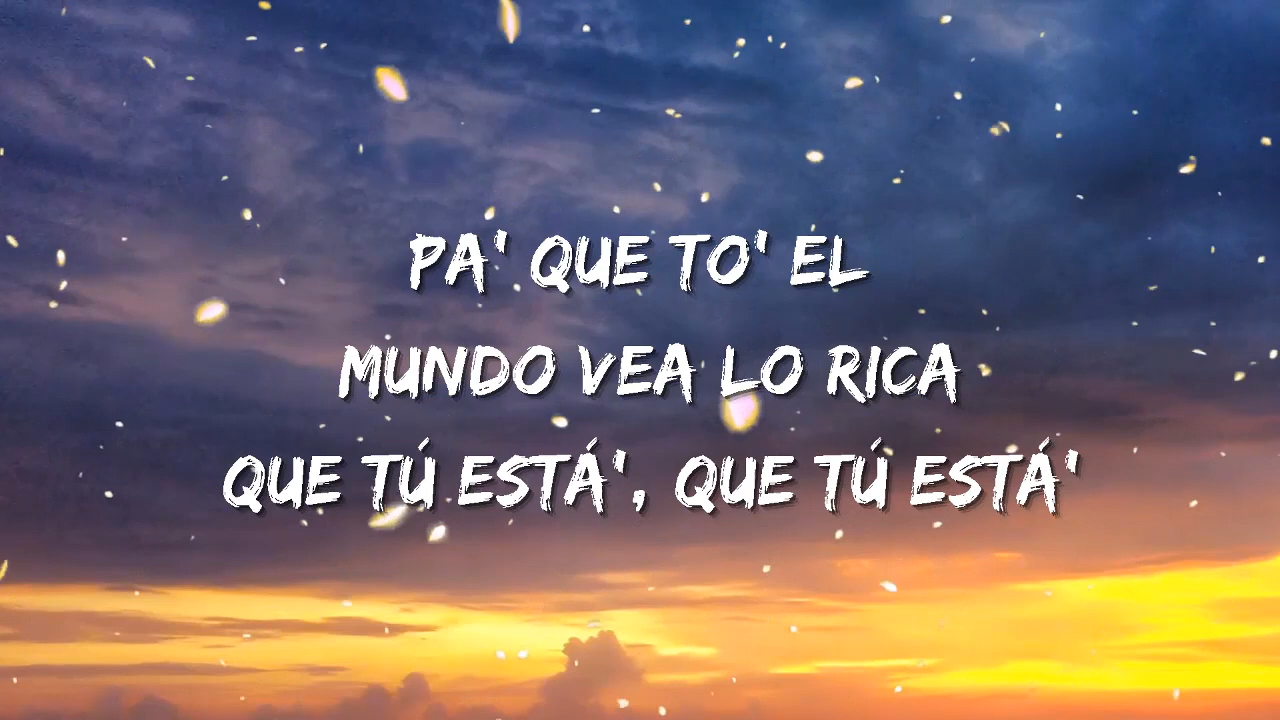 PA' QUE TO' EL
MUNDO VEA LO RICA
QUE TÚ ESTÁ', QUE TÚ ESTÁ'